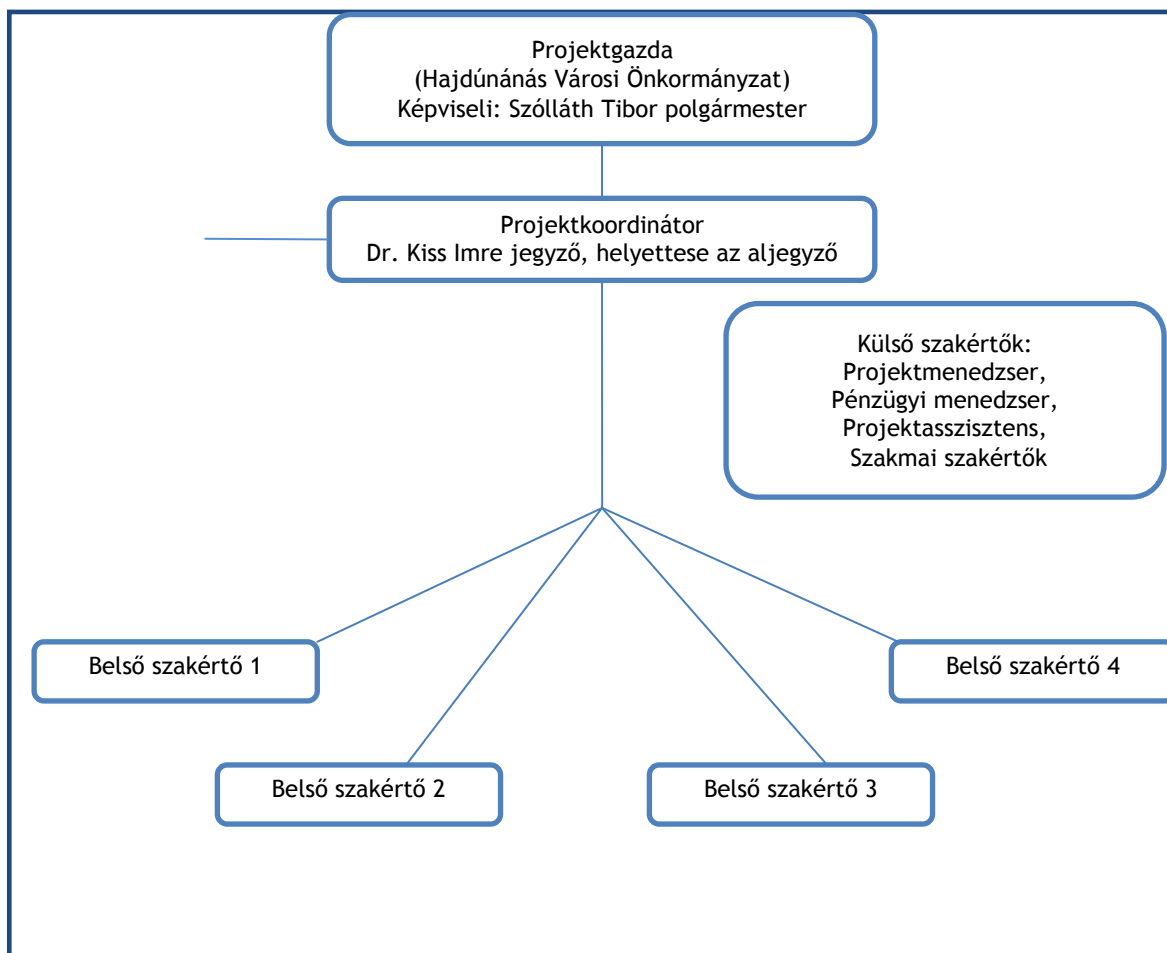 Projektgazda
(Hajdúnánás Városi Önkormányzat)
Képviseli: Szólláth Tibor polgármester
Projektkoordinátor
Dr. Kiss Imre jegyző, helyettese az aljegyző
Külső szakértők:
Projektmenedzser,
Pénzügyi menedzser,
Projektasszisztens,
Szakmai szakértők
Belső szakértő 1
Belső szakértő 4
Belső szakértő 2
Belső szakértő 3